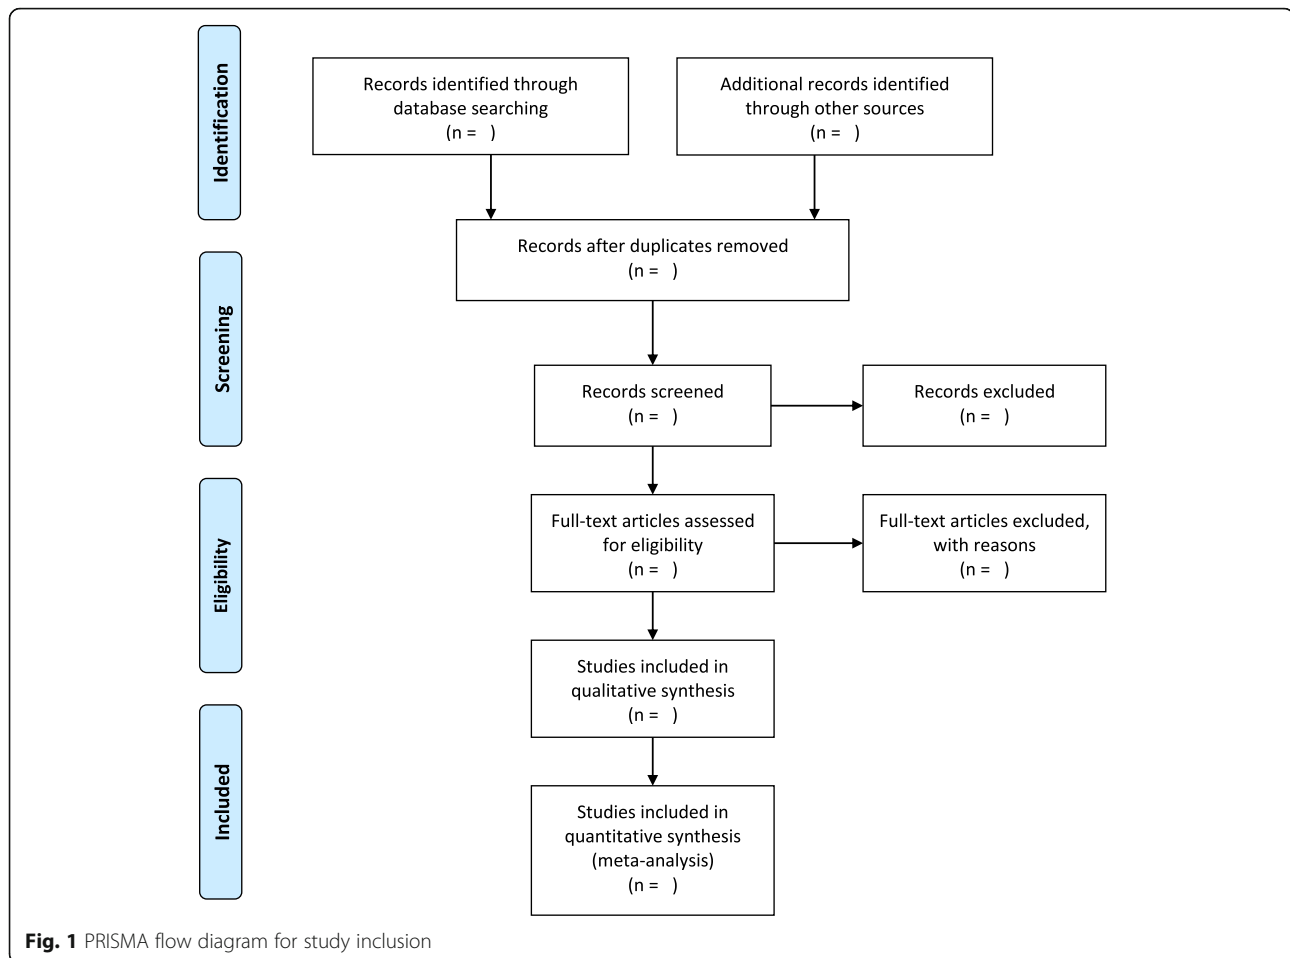 Identification
Records identified through
database searching
(n =   )
Additional records identified
through other sources
(n =   )
Records after duplicates removed
(n =   )
Screening
Records screened
(n =   )
Records excluded
(n =   )
Eligibility
Full-text articles assessed
for eligibility
(n =   )
Full-text articles excluded,
with reasons
(n =   )
Studies included in
qualitative synthesis
(n =   )
Included
Studies included in
quantitative synthesis
(meta-analysis)
(n =   )
Fig. 1 PRISMA flow diagram for study inclusion